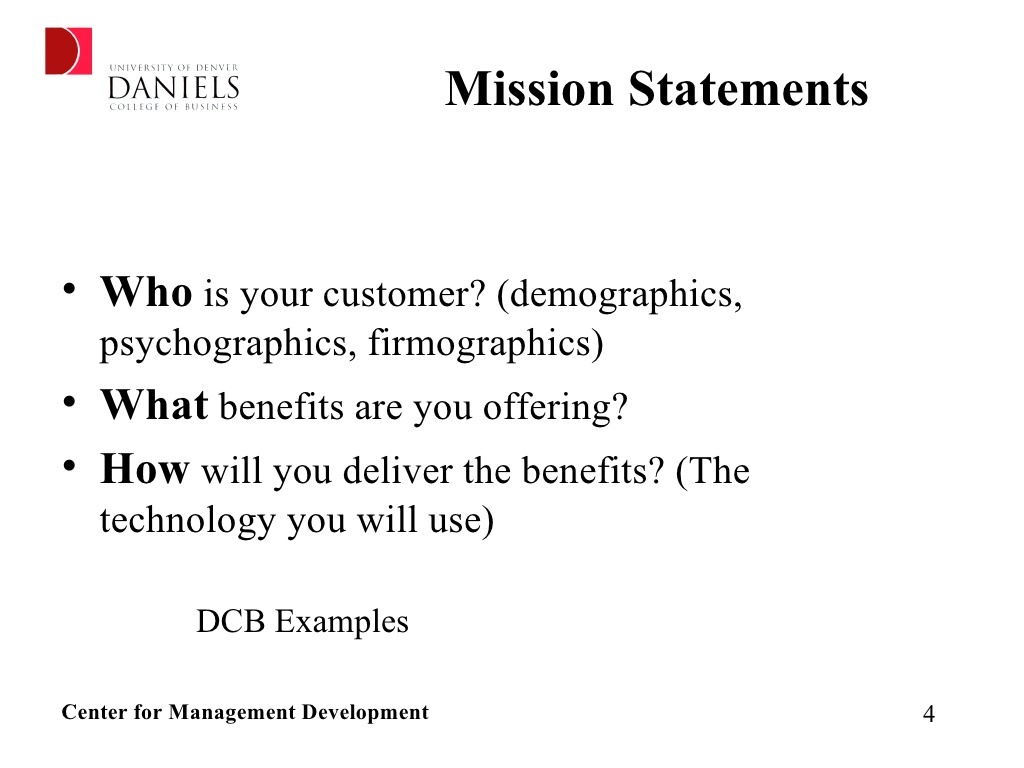 UNIVERSITY OF DENVER
DANIELS
COLLEGE OF BUSINESS
Mission Statements
• Who is your customer? (demographics,
psychographics, firmographics)
• What benefits are you offering?
• How will you deliver the benefits? (The
technology you will use)
DCB Examples
Center for Management Development
4